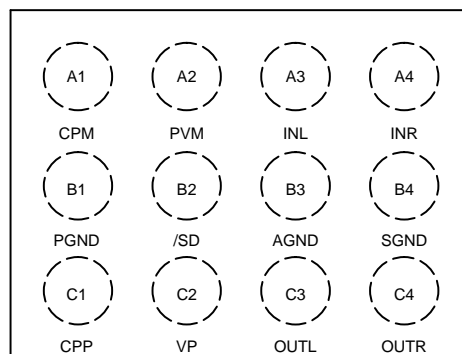 A1 A2 A3 A4
CPM PVM INL INR
B1 B2 B3 B4
PGND /SD AGND SGND
C1 C2 C3 C4
CPP VP OUTL OUTR